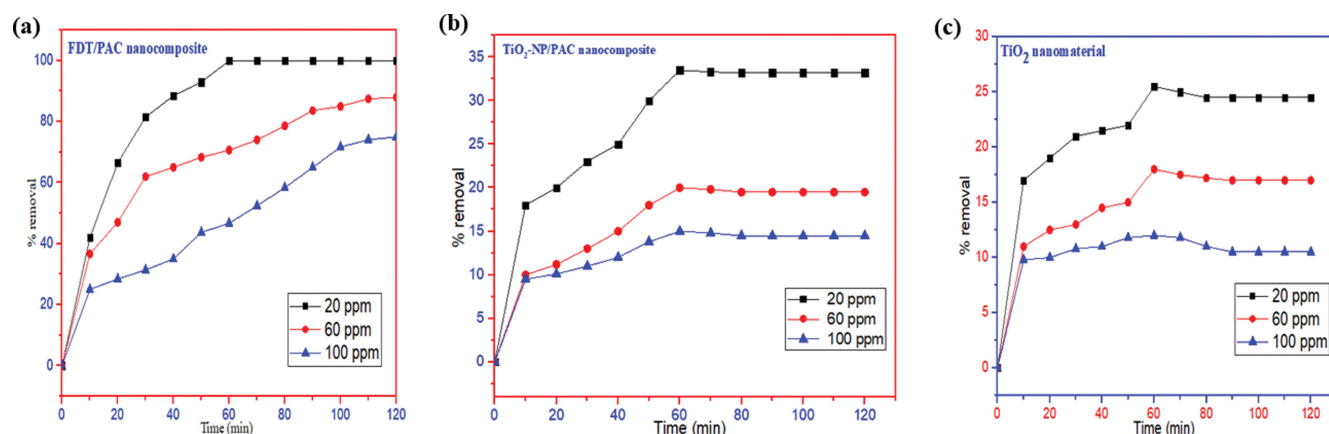 (a)
FDT/PAC nanocomposite
% removal
100
80
60
40
20
0
20 ppm
60 ppm
100 ppm
0 20 40 60 80 100 120
Time (min)
(b)
TiO₂-NP/PAC nanocomposite
% removal
35
30
25
20
15
10
5
0
20 ppm
60 ppm
100 ppm
0 20 40 60 80 100 120
Time (min)
(c)
TiO₂ nanomaterial
% removal
30
25
20
15
10
5
0
20 ppm
60 ppm
100 ppm
0 20 40 60 80 100 120
Time (min)